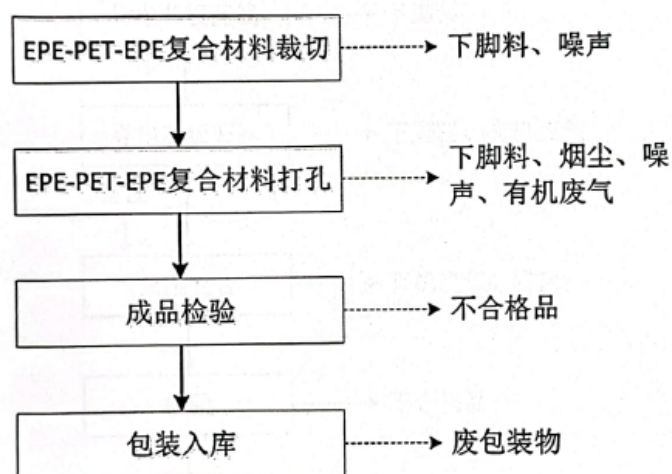 EPE-PET-EPE复合材料裁切
下脚料、噪声
EPE-PET-EPE复合材料打孔
下脚料、烟尘、噪
声、有机废气
成品检验
不合格品
包装入库
废包装物